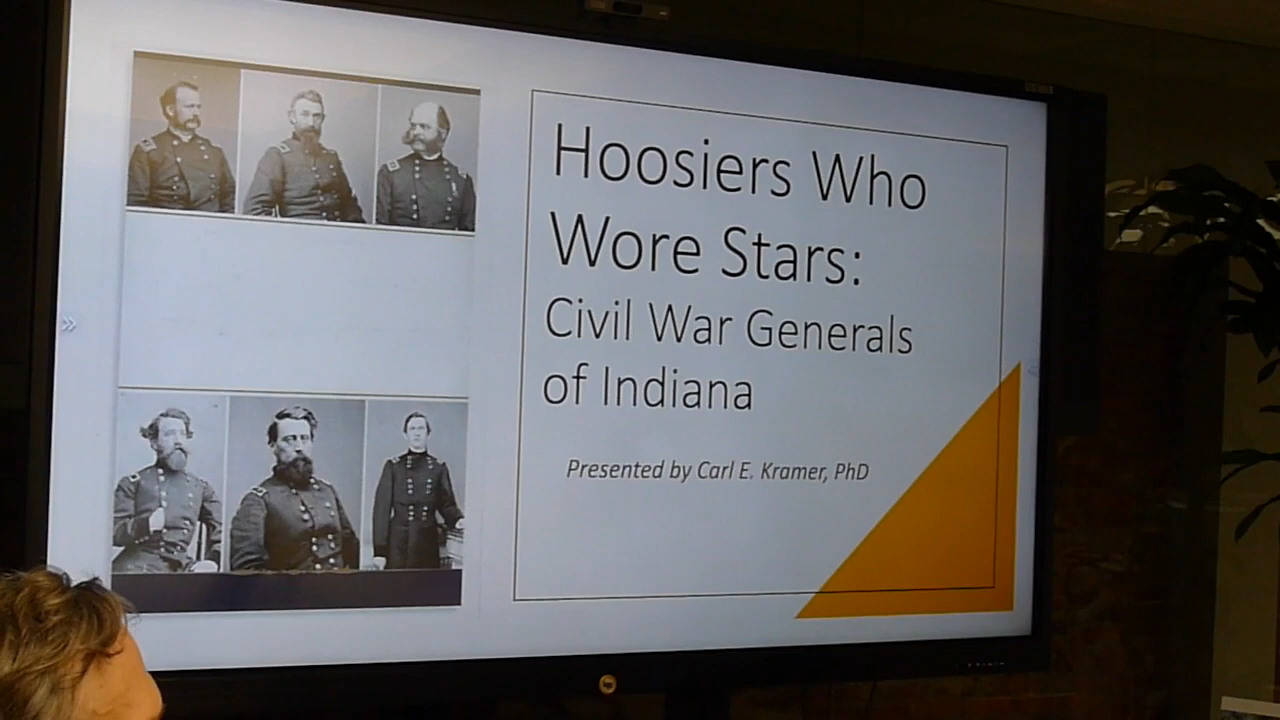 Hoosiers Who
Wore Stars:
Civil War Generals
of Indiana
Presented by Carl E. Kramer, PhD